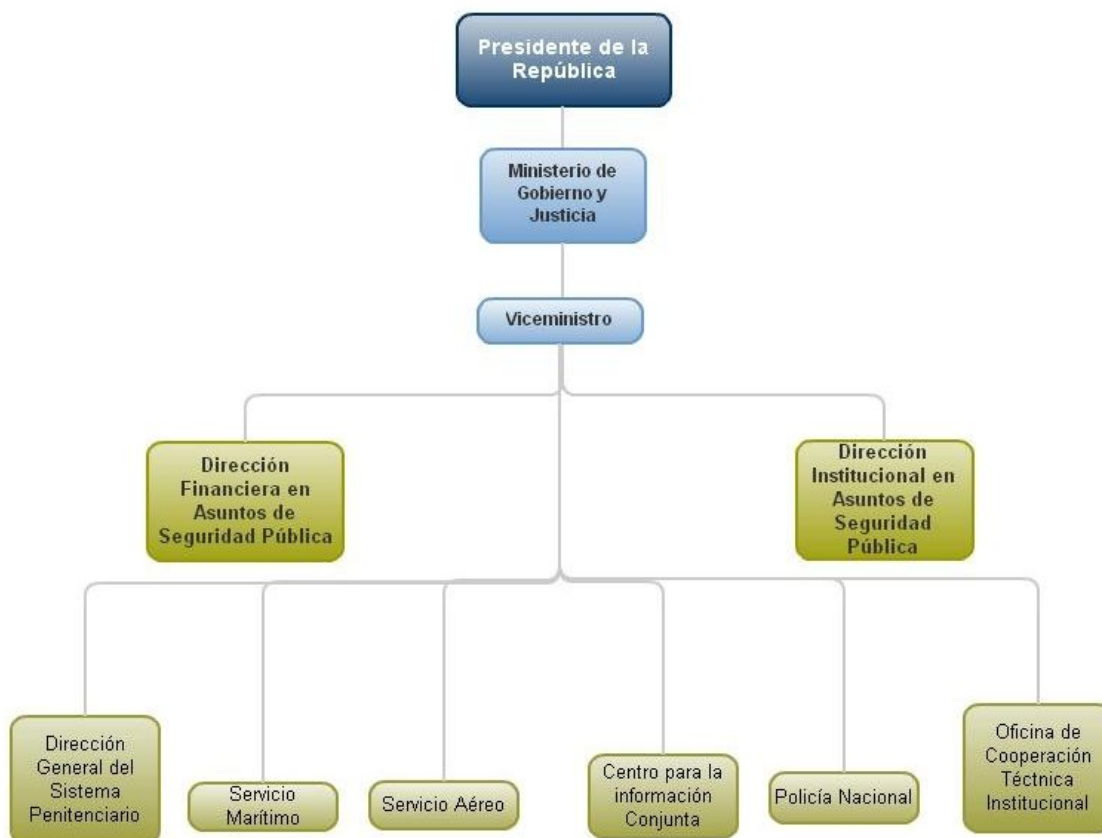 Presidente de la
República
Ministerio de
Gobierno y
Justicia
Viceministro
Dirección
Financiera en
Asuntos de
Seguridad Pública
Dirección
Institucional en
Asuntos de
Seguridad
Pública
Dirección
General del
Sistema
Penitenciario
Servicio
Marítimo
Servicio Aéreo
Centro para la
información
Conjunta
Policía Nacional
Oficina de
Cooperación
Téctnica
Institucional